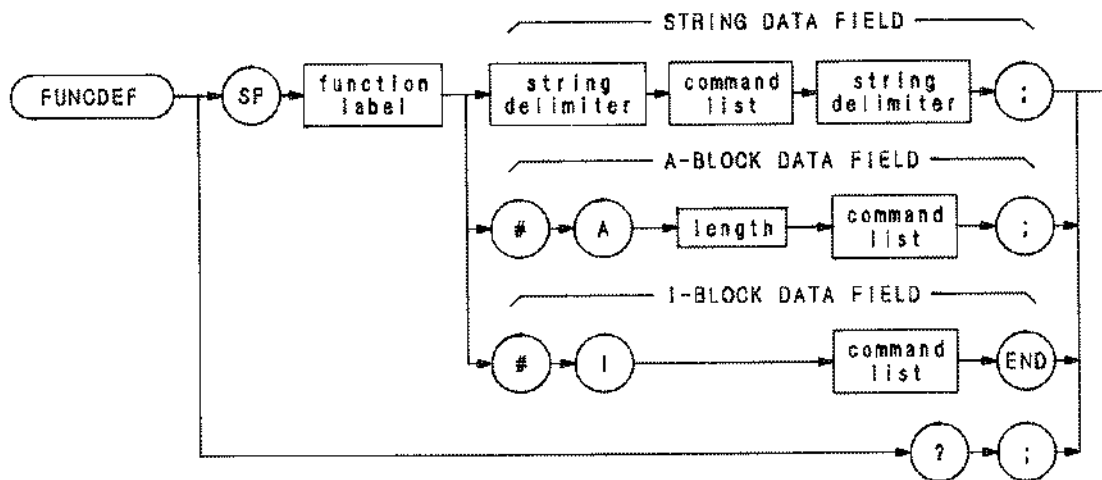 STRING DATA FIELD
FUNCDEF
SP
function
label
string
delimiter
command
list
string
delimiter
;
A-BLOCK DATA FIELD
#
A
length
command
list
;
I-BLOCK DATA FIELD
#
I
command
list
END
?
;